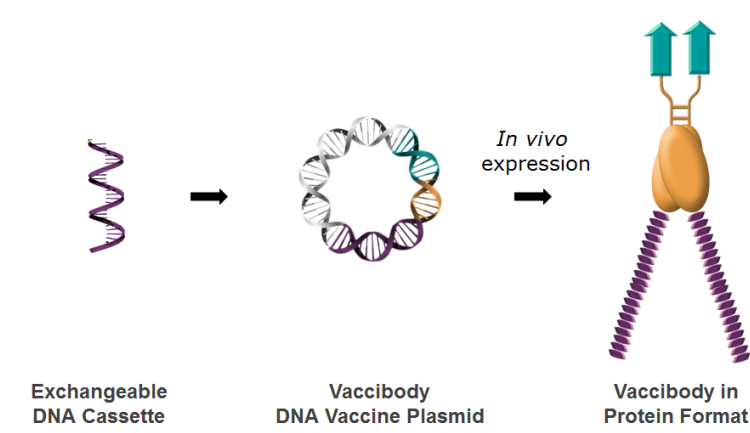 In vivo
expression
Exchangeable
DNA Cassette
Vaccibody
DNA Vaccine Plasmid
Vaccibody in
Protein Format